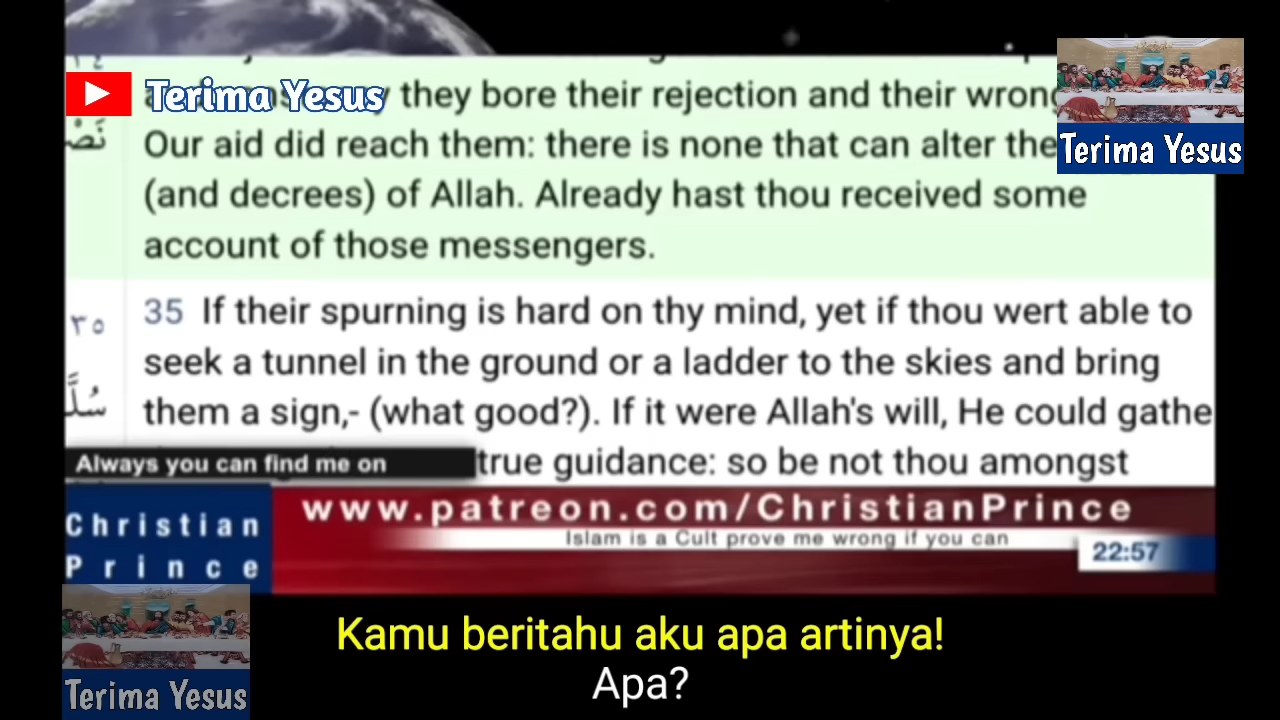 ٣٤
نَصْ
Terima Yesus
they bore their rejection and their
Our aid did reach them: there is none that can alter the
(and decrees) of Allah. Already hast thou received some
account of those messengers.
Terima Yesus
٣٥
سُلَّ
35 If their spurning is hard on thy mind, yet if thou wert able to
seek a tunnel in the ground or a ladder to the skies and bring
them a sign,- (what good?). If it were Allah's will, He could gathe
true guidance: so be not thou amongst
Always you can find me on
Christian
Prince
www.patreon.com/ChristianPrince
Islam is a Cult prove me wrong if you can
22:57
Terima Yesus
Kamu beritahu aku apa artinya!
Apa?